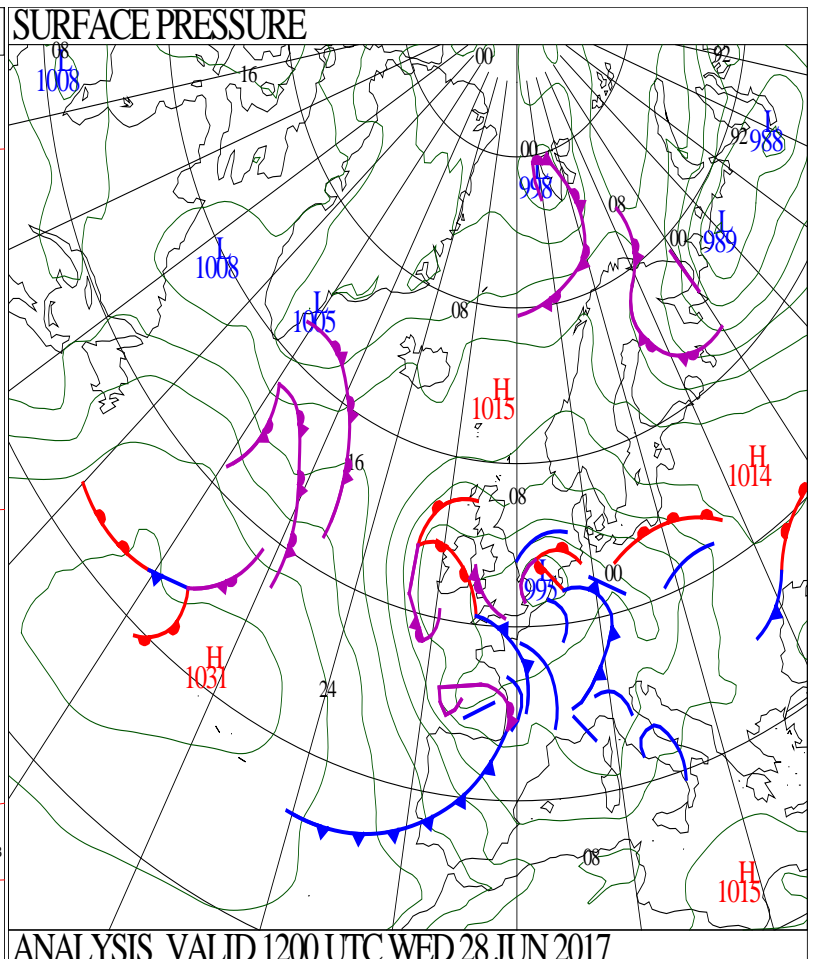 SURFACE PRESSURE
08
L
1008
16
00
92
L
988
92
00
L
998
08
L
989
00
L
1008
L
1005
08
H
1015
16
H
1014
08
L
995
00
H
1031
24
08
H
1015
ANALYSIS VALID 1200 UTC WED 28 JUN 2017